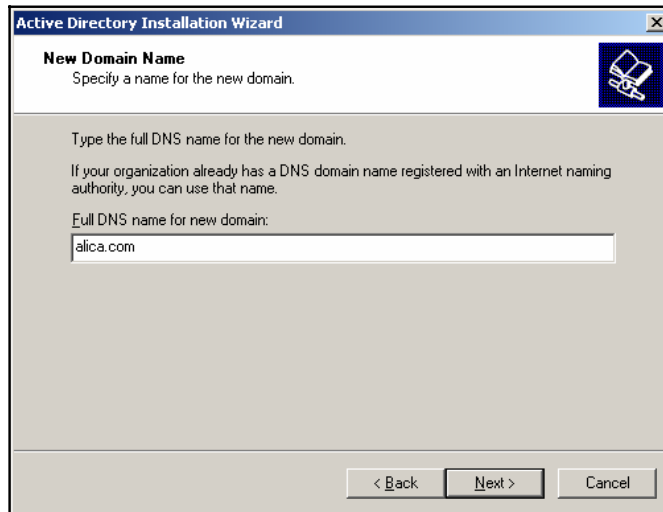 Active Directory Installation Wizard
New Domain Name
Specify a name for the new domain.
Type the full DNS name for the new domain.
If your organization already has a DNS domain name registered with an Internet naming
authority, you can use that name.
Full DNS name for new domain:
alica.com
< Back Next > Cancel